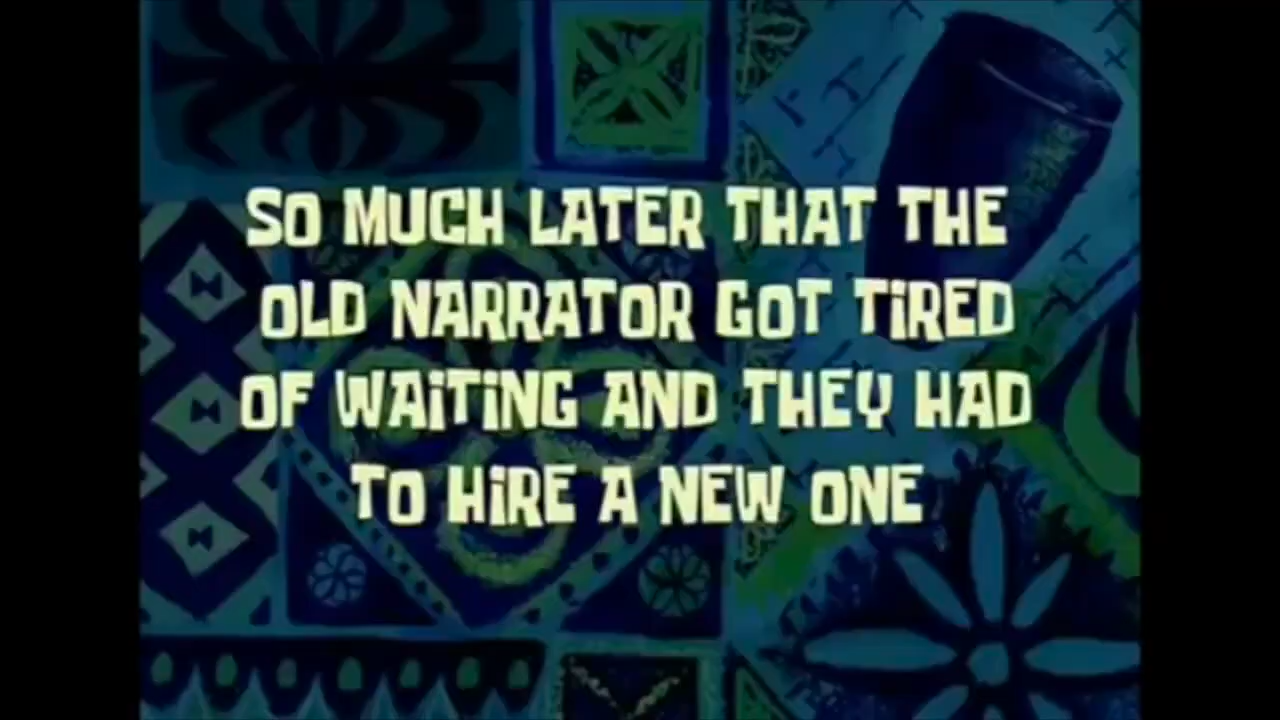 SO MUCH LATER THAT THE
OLD NARRATOR GOT TiRED
OF WAiTiNG AND THEY HAD
TO HiRE A NEW ONE